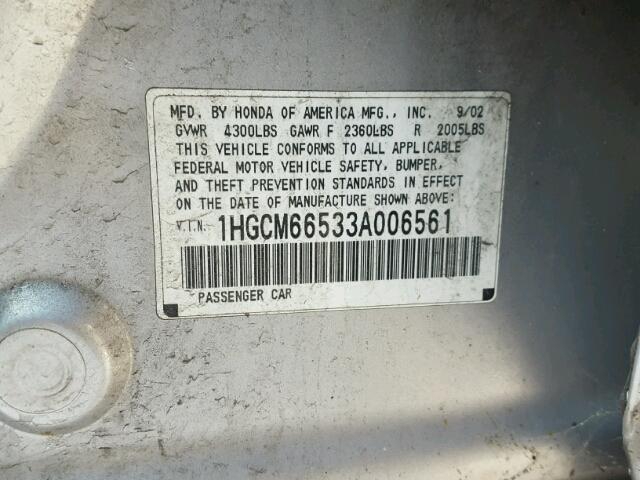 MFD. BY HONDA OF AMERICA MFG., INC. 9/02
GVWR 4300LBS GAWR F 2360LBS R 2005LBS
THIS VEHICLE CONFORMS TO ALL APPLICABLE
FEDERAL MOTOR VEHICLE SAFETY, BUMPER,
AND THEFT PREVENTION STANDARDS IN EFFECT
ON THE DATE OF MANUFACTURE SHOWN ABOVE:
V.I.N. 1HGCM66533A006561
PASSENGER CAR